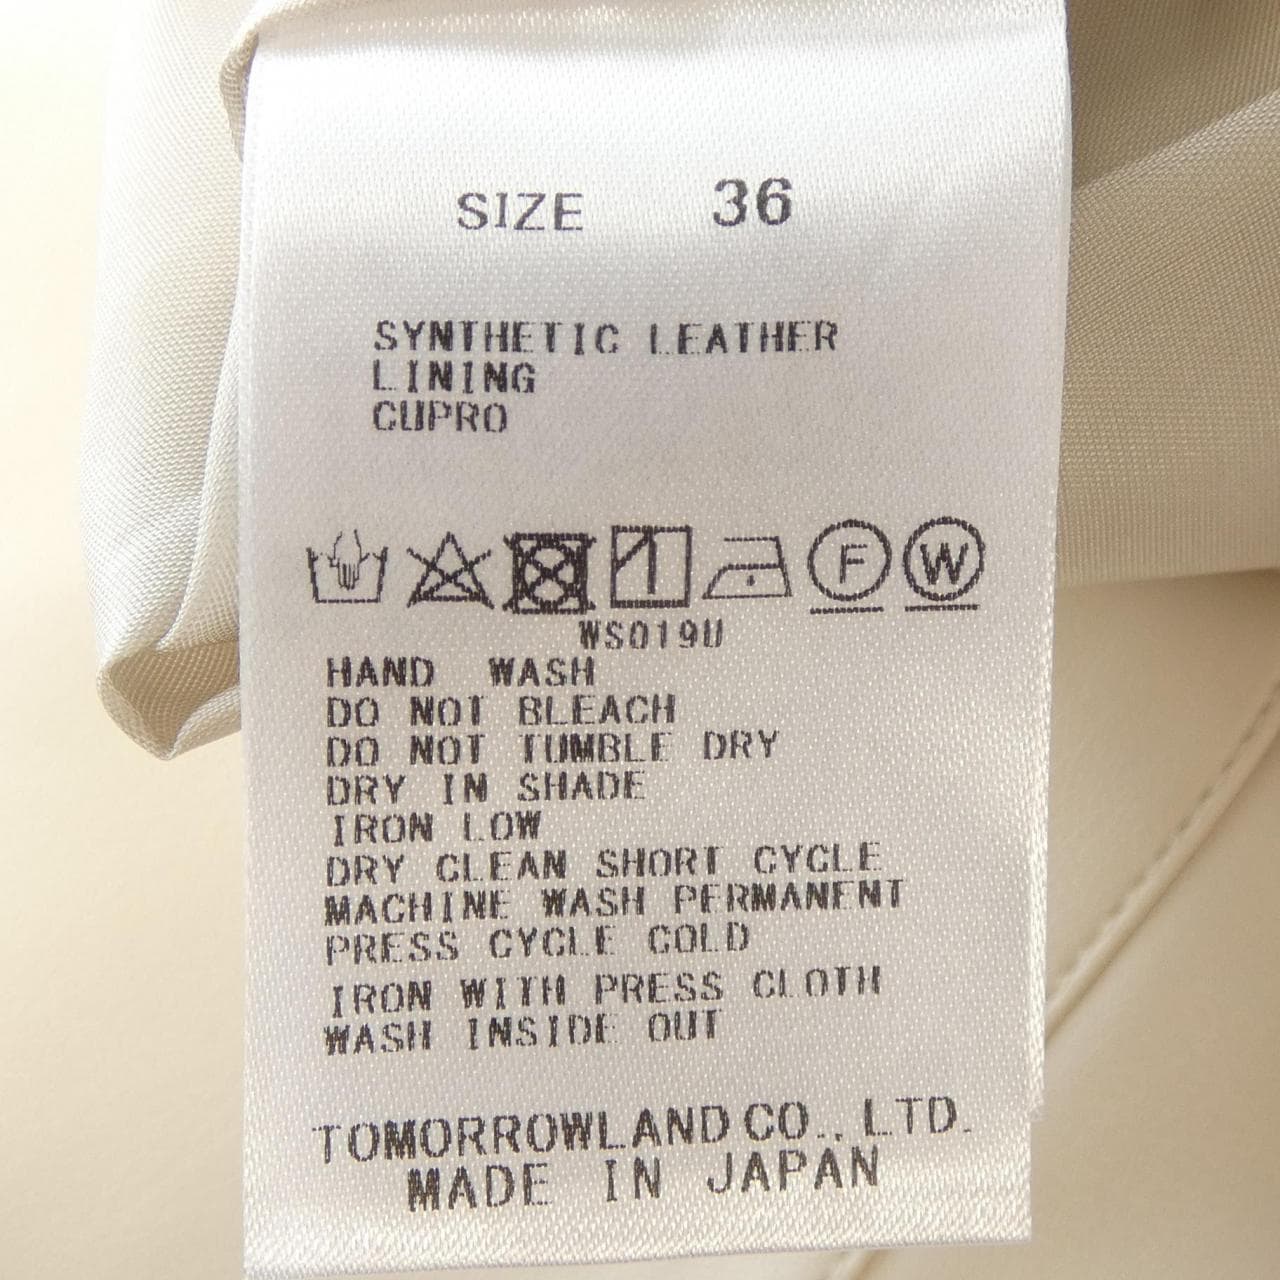 SIZE 36
SYNTHETIC LEATHER
LINING
CUPRO
F W
WS019U
HAND WASH
DO NOT BLEACH
DO NOT TUMBLE DRY
DRY IN SHADE
IRON LOW
DRY CLEAN SHORT CYCLE
MACHINE WASH PERMANENT
PRESS CYCLE COLD
IRON WITH PRESS CLOTH
WASH INSIDE OUT
TOMORROWLAND CO., LTD.
MADE IN JAPAN